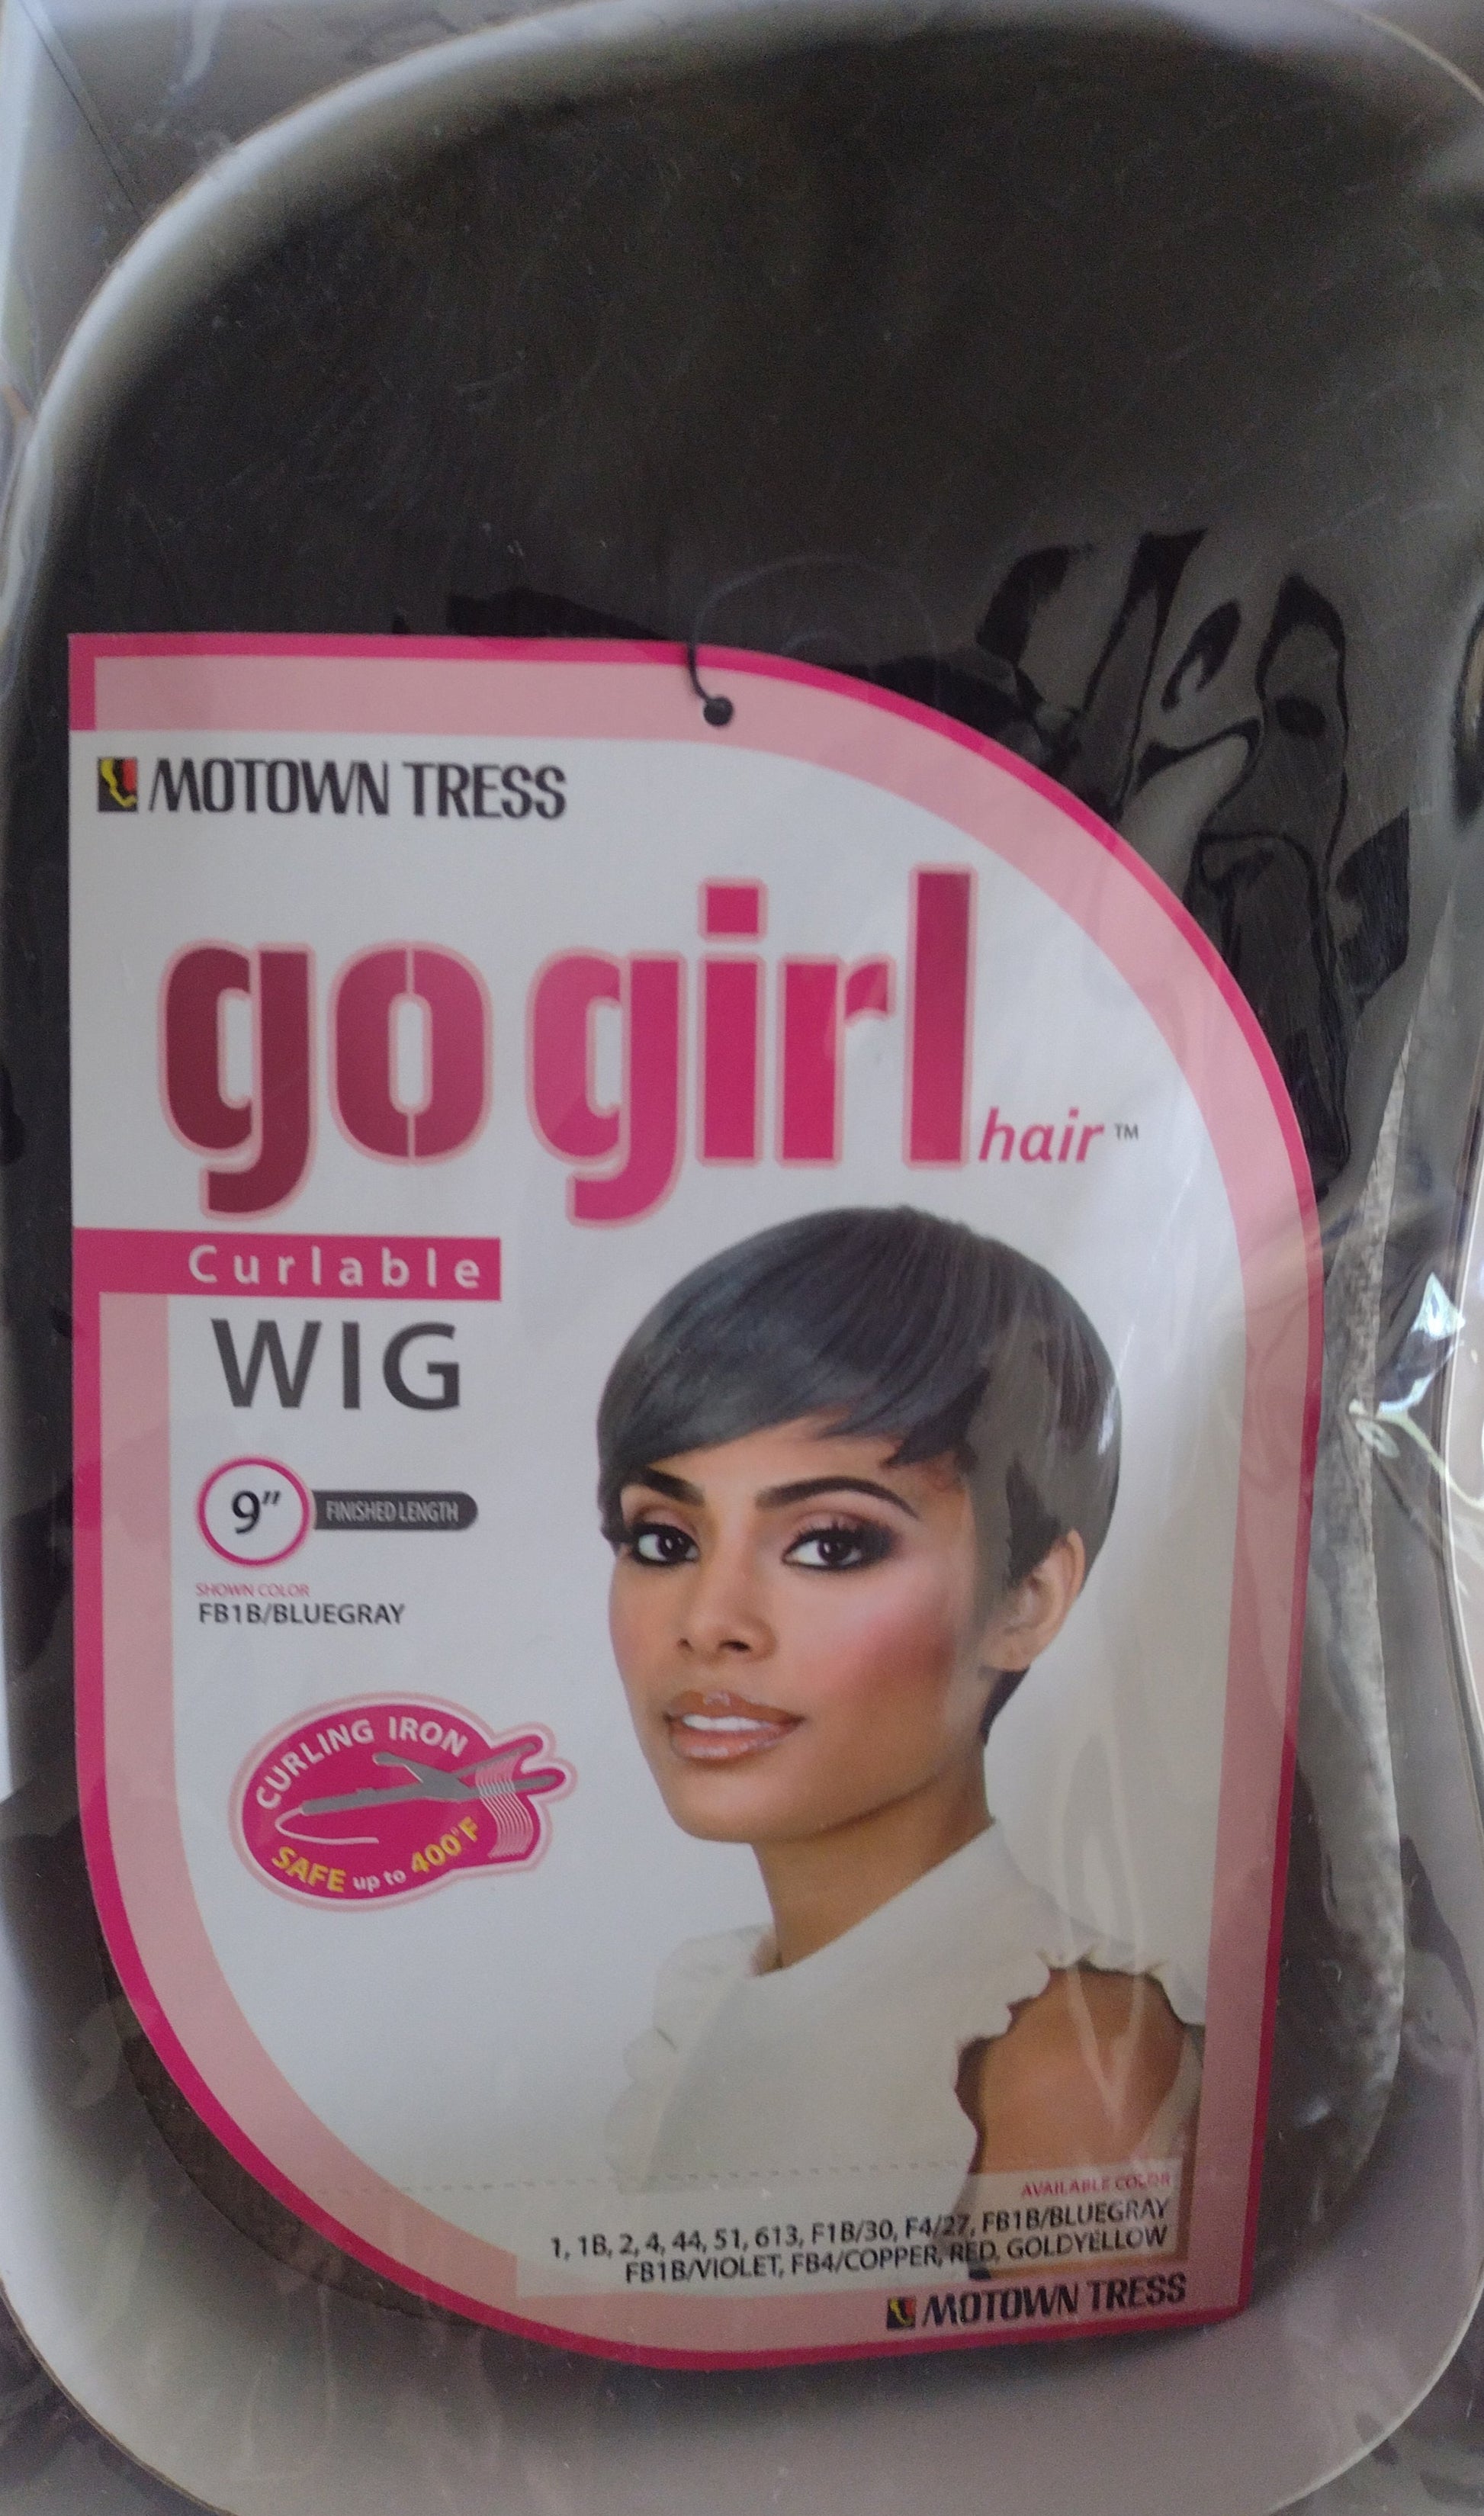 MOTOWN TRESS
go girl hair™
Curlable
WIG
9" FINISHED LENGTH
SHOWN COLOR
FB1B/BLUEGRAY
CURLING IRON
SAFE up to 400°F
AVAILABLE COLOR
1, 1B, 2, 4, 44, 51, 613, F1B/30, F4/27, FB1B/BLUEGRAY
FB1B/VIOLET, FB4/COPPER, RED, GOLDYELLOW
MOTOWN TRESS